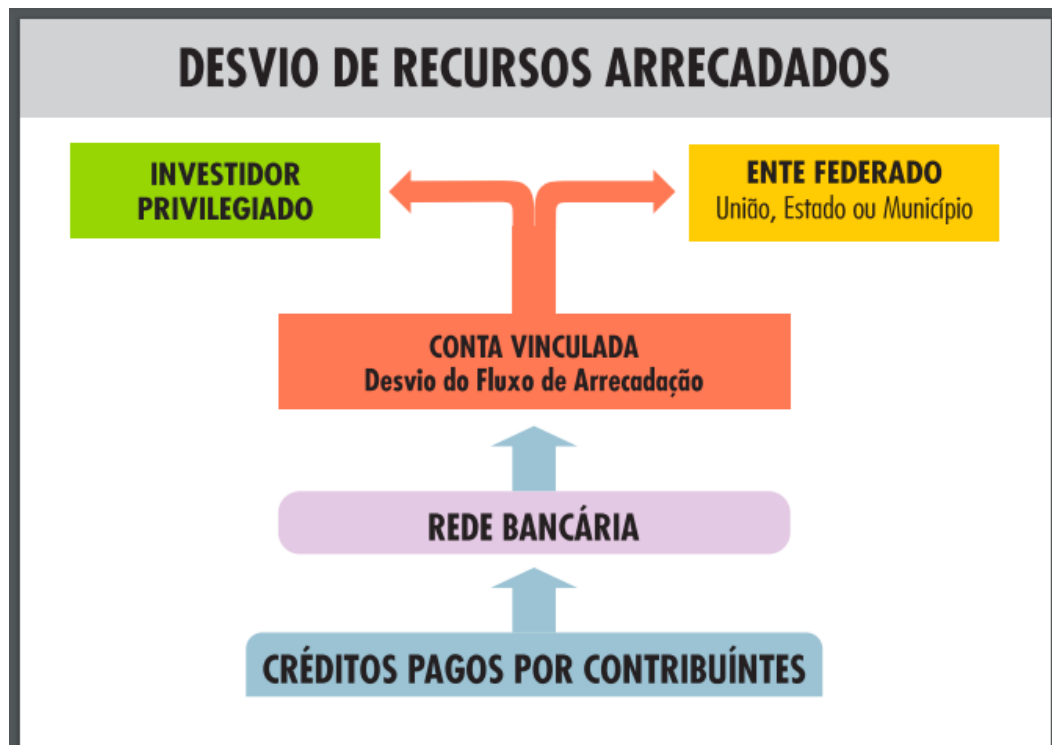 DESVIO DE RECURSOS ARRECADADOS
INVESTIDOR
PRIVILEGIADO
ENTE FEDERADO
União, Estado ou Município
CONTA VINCULADA
Desvio do Fluxo de Arrecadação
REDE BANCÁRIA
CRÉDITOS PAGOS POR CONTRIBUÍNTES